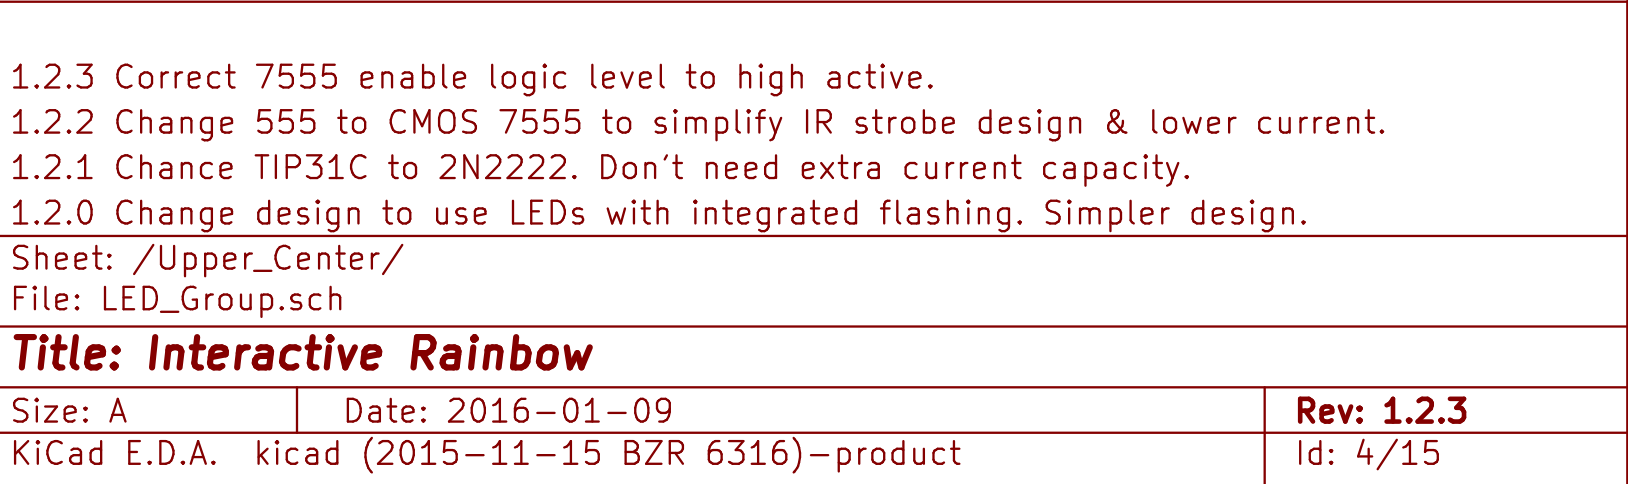 1.2.3 Correct 7555 enable logic level to high active.
1.2.2 Change 555 to CMOS 7555 to simplify IR strobe design & lower current.
1.2.1 Chance TIP31C to 2N2222. Don't need extra current capacity.
1.2.0 Change design to use LEDs with integrated flashing. Simpler design.
Sheet: /Upper_Center/
File: LED_Group.sch
Title: Interactive Rainbow
Size: A Date: 2016-01-09 Rev: 1.2.3
KiCad E.D.A. kicad (2015-11-15 BZR 6316)-product Id: 4/15